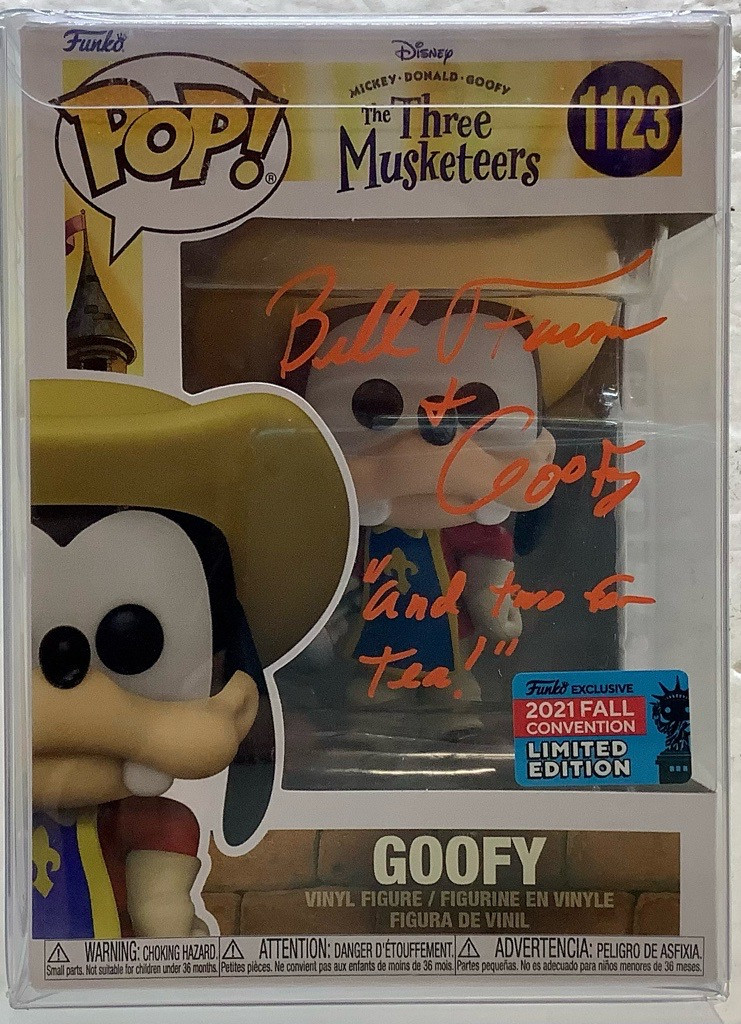 Funko
POP!®
Disney
MICKEY · DONALD · GOOFY
The Three
Musketeers
1123
Bill Farmer
+
Goofy
"and two for
Tea!"
Funko EXCLUSIVE
2021 FALL
CONVENTION
LIMITED
EDITION
GOOFY
VINYL FIGURE / FIGURINE EN VINYLE
FIGURA DE VINIL
WARNING: CHOKING HAZARD.
Small parts. Not suitable for children under 36 months.
ATTENTION: DANGER D'ÉTOUFFEMENT.
Petites pièces. Ne convient pas aux enfants de moins de 36 mois.
ADVERTENCIA: PELIGRO DE ASFIXIA.
Partes pequeñas. No es adecuado para niños menores de 36 meses.